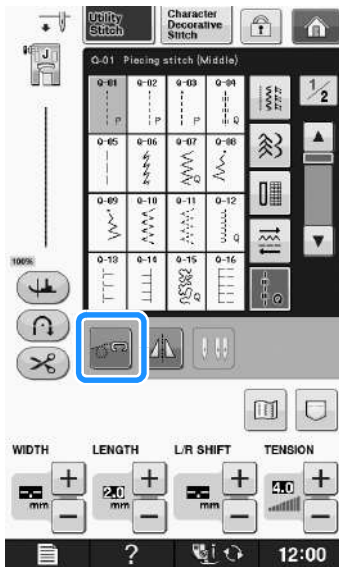 Utility
Stitch
Character
Decorative
Stitch
J
Q-01 Piecing stitch (Middle)
1/2
Q-01 Q-02 Q-03 Q-04
P P P Q
Q-05 Q-06 Q-07 Q-08
Q
Q-09 Q-10 Q-11 Q-12
Q
Q-13 Q-14 Q-15 Q-16
Q
Q
100%
WIDTH LENGTH L/R SHIFT TENSION
-.- 2.0 -.- 4.0
mm mm mm
+ + + +
− − − −
? i 12:00